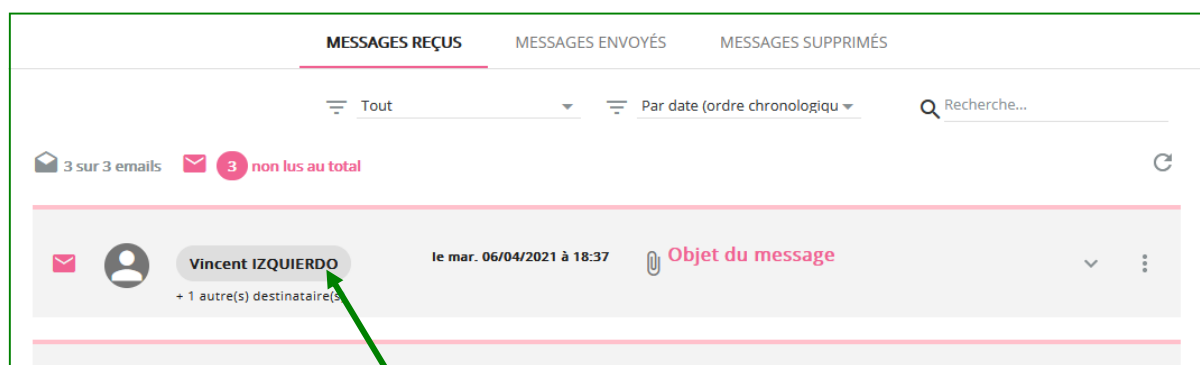 MESSAGES REÇUS MESSAGES ENVOYÉS MESSAGES SUPPRIMÉS
Tout Par date (ordre chronologiqu Recherche...
3 sur 3 emails 3 non lus au total
Vincent IZQUIERDO le mar. 06/04/2021 à 18:37 Objet du message
+ 1 autre(s) destinataire(s